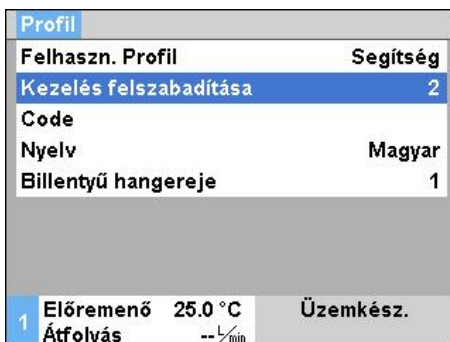 Profil
Felhaszn. Profil Segítség
Kezelés felszabadítása 2
Code
Nyelv Magyar
Billentyű hangereje 1
1 Előremenő 25.0 °C Üzemkész.
Átfolyás -- L/min